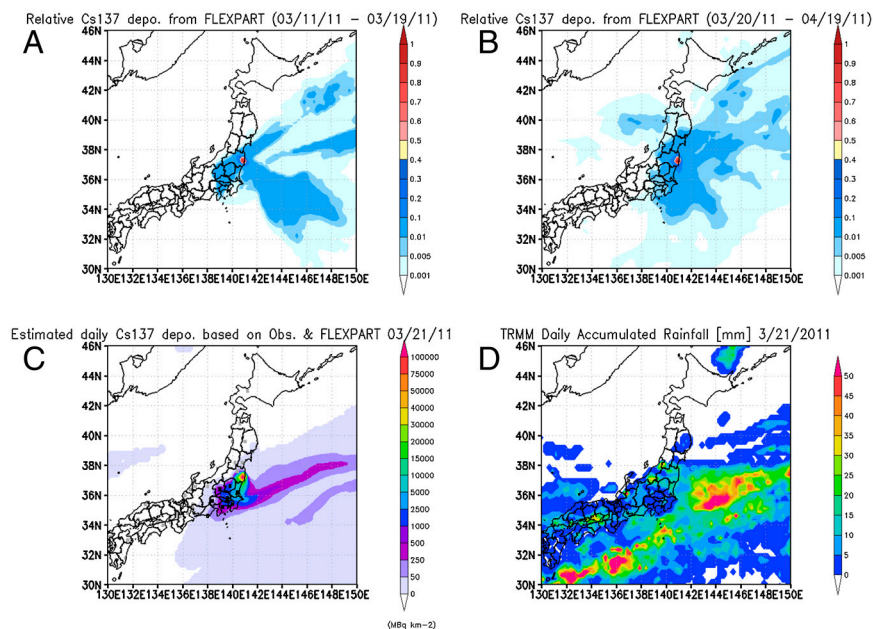 Relative Cs137 depo. from FLEXPART (03/11/11 – 03/19/11)
A
46N
44N
42N
40N
38N
36N
34N
32N
30N
130E132E134E136E138E140E142E144E146E148E150E
1
0.9
0.8
0.7
0.6
0.5
0.4
0.3
0.2
0.1
0.01
0.005
0.001
Relative Cs137 depo. from FLEXPART (03/20/11 – 04/19/11)
B
46N
44N
42N
40N
38N
36N
34N
32N
30N
130E132E134E136E138E140E142E144E146E148E150E
1
0.9
0.8
0.7
0.6
0.5
0.4
0.3
0.2
0.1
0.01
0.005
0.001
Estimated daily Cs137 depo. based on Obs. & FLEXPART 03/21/11
C
46N
44N
42N
40N
38N
36N
34N
32N
30N
130E132E134E136E138E140E142E144E146E148E150E
100000
50000
20000
15000
10000
5000
2500
1000
500
250
50
0
(MBq km-2)
TRMM Daily Accumulated Rainfall [mm] 3/21/2011
D
46N
44N
42N
40N
38N
36N
34N
32N
30N
130E132E134E136E138E140E142E144E146E148E150E
50
45
40
35
30
25
20
15
10
5
0